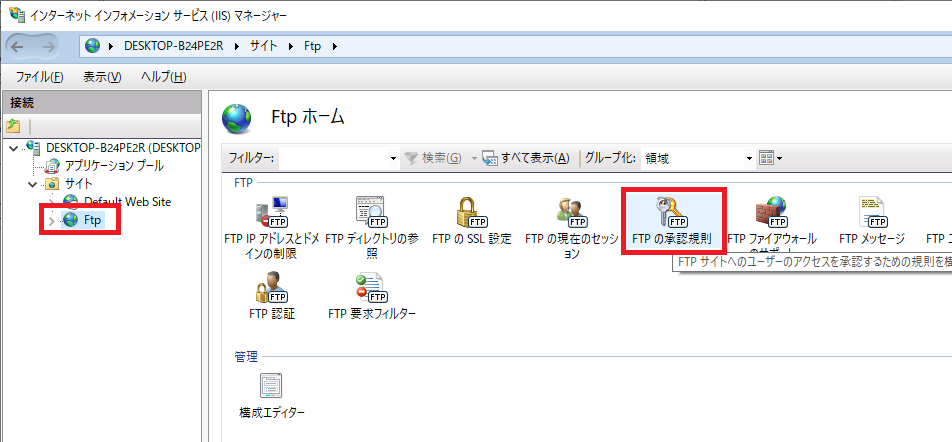 インターネット インフォメーション サービス (IIS) マネージャー
DESKTOP-B24PE2R
サイト
Ftp
ファイル(F) 表示(V) ヘルプ(H)
接続
DESKTOP-B24PE2R (DESKTOP
アプリケーション プール
サイト
Default Web Site
Ftp
Ftp ホーム
フィルター: 検索(G) すべて表示(A) グループ化: 領域
FTP
FTP IP アドレスとドメ
インの制限
FTP ディレクトリの参
照
FTP の SSL 設定
FTP の現在のセッシ
ョン
FTP の承認規則
FTP ファイアウォール
のサポート
FTP メッセージ
FTP サイトへのユーザーのアクセスを承認するための規則を構
FTP 認証
FTP 要求フィルター
管理
構成エディター